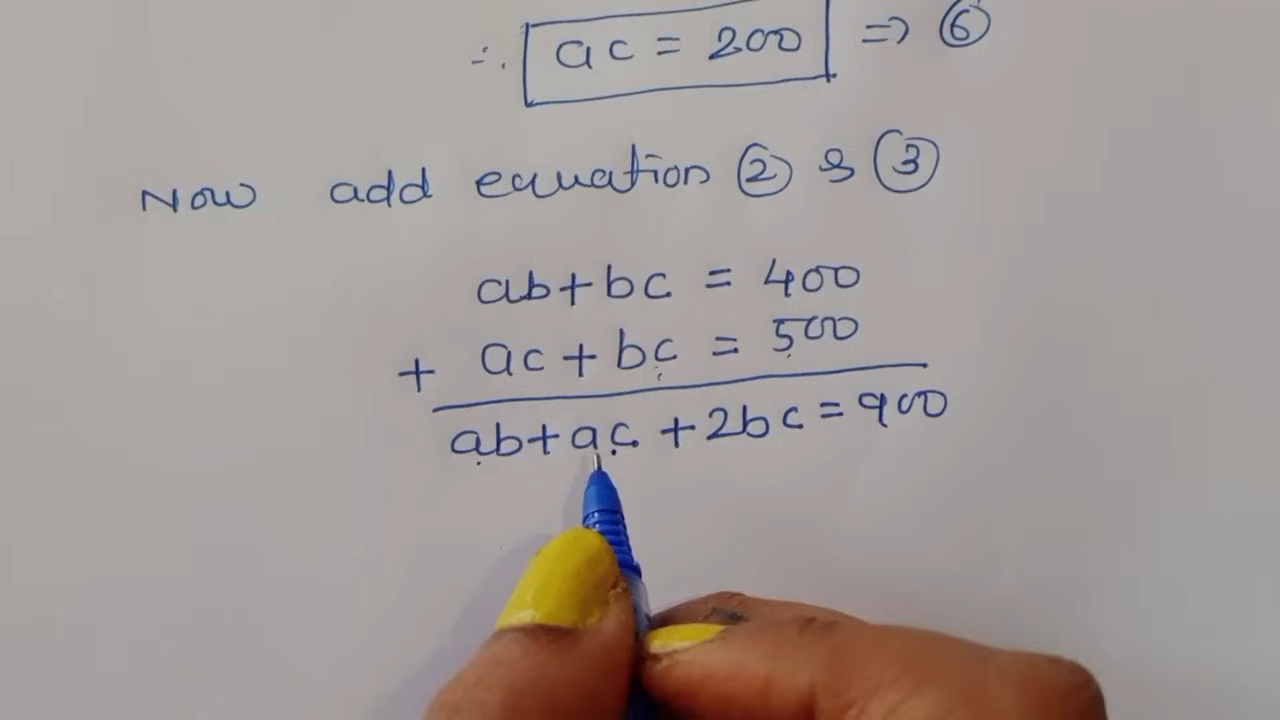 ∴ ac = 200 ⇒ ⑥
Now add equation ② & ③
ab+bc = 400
+ ac + bc = 500
ab+ac +2bc = 900